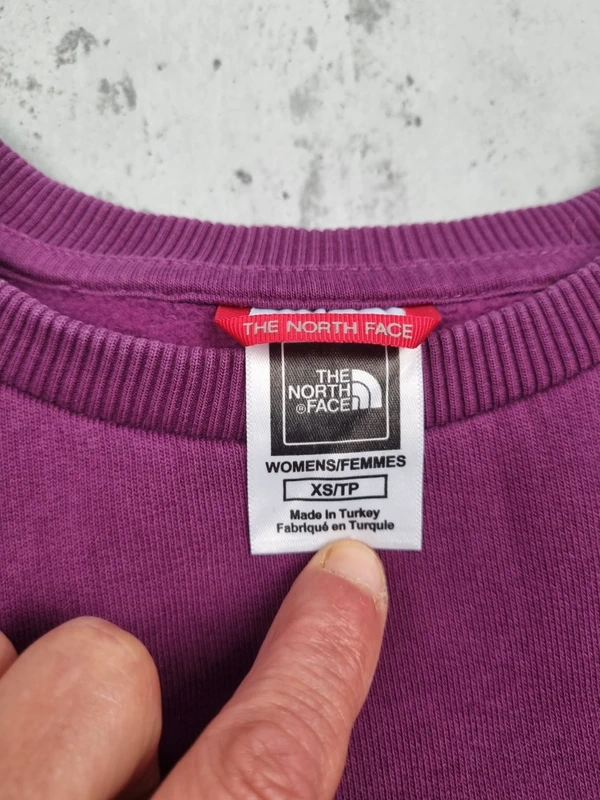 THE NORTH FACE
THE
NORTH
®FACE
WOMENS/FEMMES
XS/TP
Made in Turkey
Fabriqué en Turquie